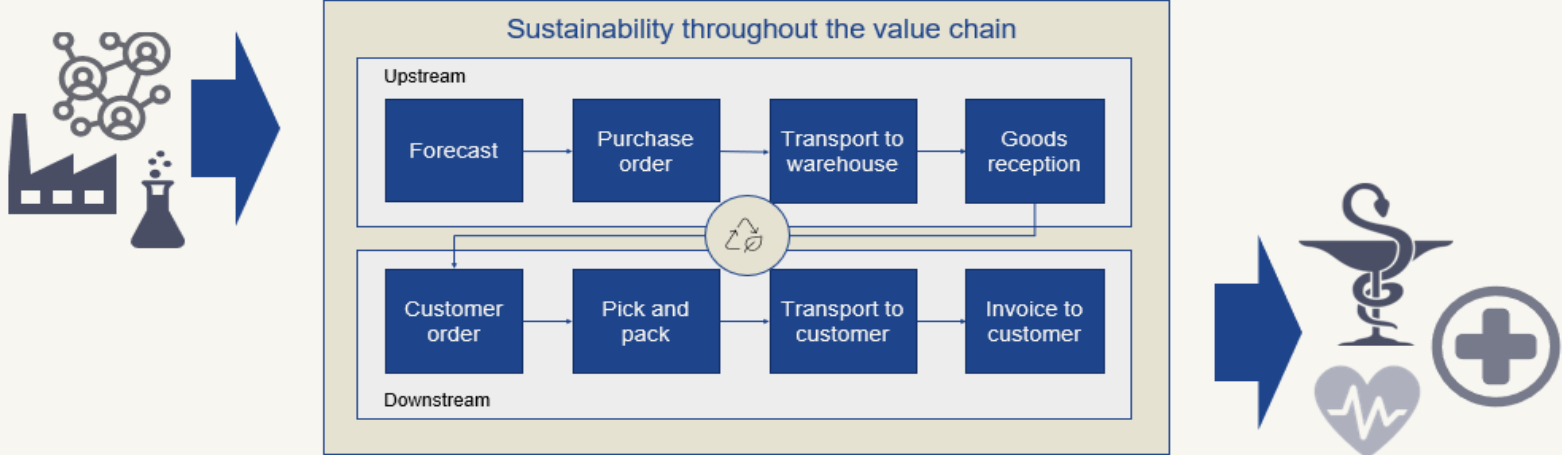 Sustainability throughout the value chain
Upstream
Forecast
Purchase
order
Transport to
warehouse
Goods
reception
Customer
order
Pick and
pack
Transport to
customer
Invoice to
customer
Downstream